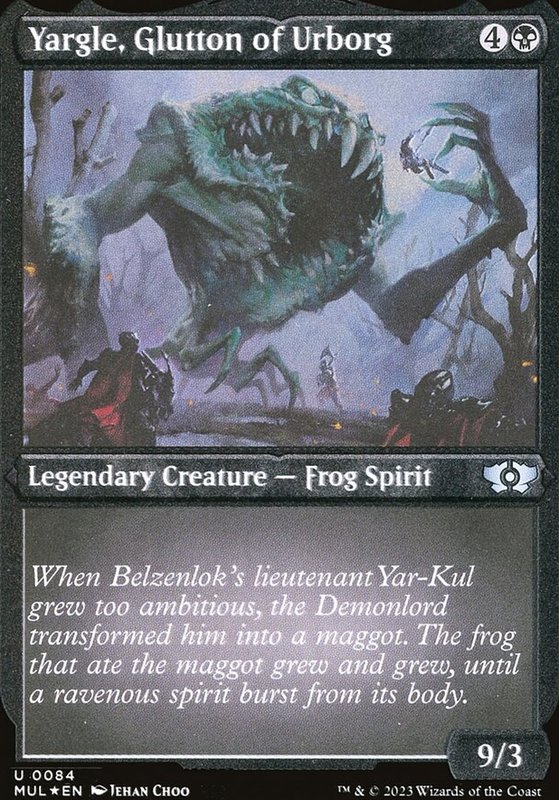 Yargle, Glutton of Urborg 4
Legendary Creature — Frog Spirit
When Belzenlok's lieutenant Yar-Kul
grew too ambitious, the Demonlord
transformed him into a maggot. The frog
that ate the maggot grew and grew, until
a ravenous spirit burst from its body.
9/3
U 0084
MUL★EN Jehan Choo
™ & © 2023 Wizards of the Coast